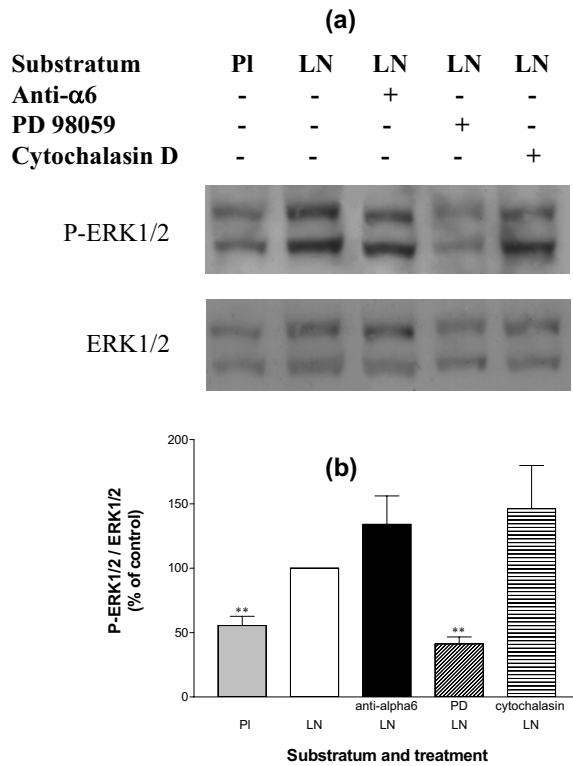 (a)
Substratum Pl LN LN LN LN
Anti-α6 - - + - -
PD 98059 - - - + -
Cytochalasin D - - - - +
P-ERK1/2
ERK1/2
(b)
P-ERK1/2 / ERK1/2
(% of control)
200
150
100
50
0
** **
anti-alpha6 PD cytochalasin
Pl LN LN LN LN
Substratum and treatment